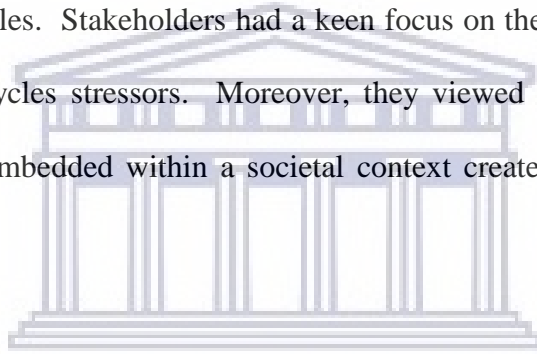 les. Stakeholders had a keen focus on the
ycles stressors. Moreover, they viewed
mbedded within a societal context create